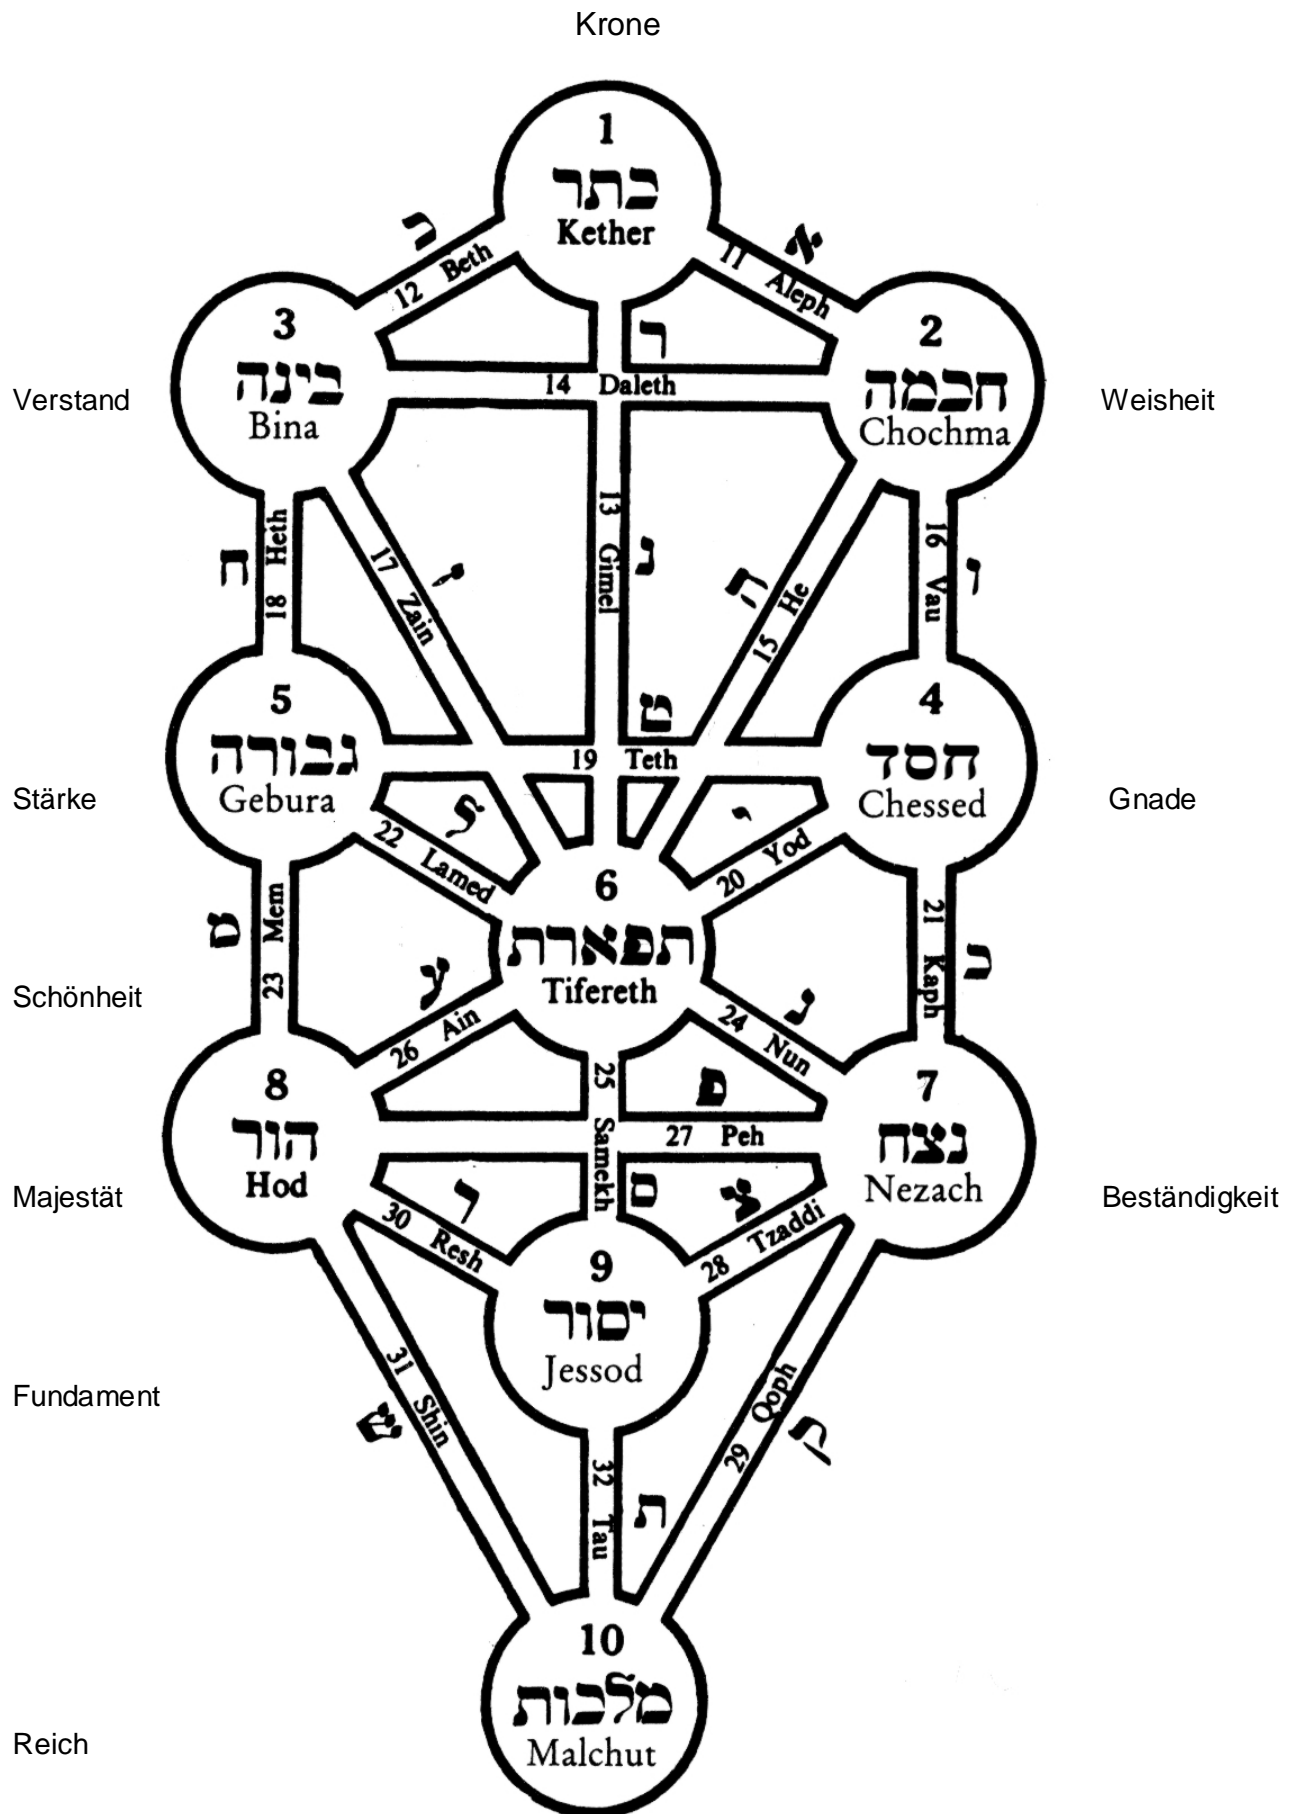 Krone
1
כתר
Kether
כ
12 Beth
11 Aleph
א
3
בינה
Bina
ר
14 Daleth
2
חכמה
Chochma
Verstand
Weisheit
ח
18 Heth
17 Zain
ז
13 Gimel
נ
ה
15 He
16 Vau
ו
5
גבורה
Gebura
ט
19 Teth
4
חסד
Chessed
Stärke
Gnade
22 Lamed
ל
20 Yod
י
6
תפארת
Tifereth
23 Mem
מ
21 Kaph
כ
Schönheit
ע
26 Ain
24 Nun
נ
8
הור
Hod
25 Samekh
ס
פ
27 Peh
7
נצח
Nezach
Majestät
Beständigkeit
30 Resh
ר
28 Tzaddi
צ
9
יסור
Jessod
Fundament
31 Shin
ש
29 Qoph
ק
32 Tau
ת
10
מלכות
Malchut
Reich